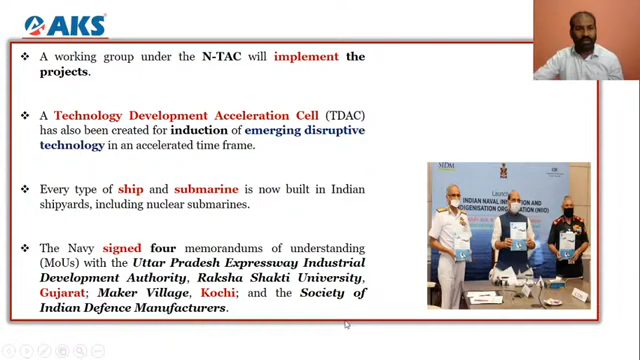 AKS
❖ A working group under the N-TAC will implement the
projects.
❖ A Technology Development Acceleration Cell (TDAC)
has also been created for induction of emerging disruptive
technology in an accelerated time frame.
❖ Every type of ship and submarine is now built in Indian
shipyards, including nuclear submarines.
❖ The Navy signed four memorandums of understanding
(MoUs) with the Uttar Pradesh Expressway Industrial
Development Authority, Raksha Shakti University,
Gujarat; Maker Village, Kochi; and the Society of
Indian Defence Manufacturers.
MDM
Launch
INDIAN NAVAL INNOVATION AND
INDIGENISATION ORGANISATION (NIIO)